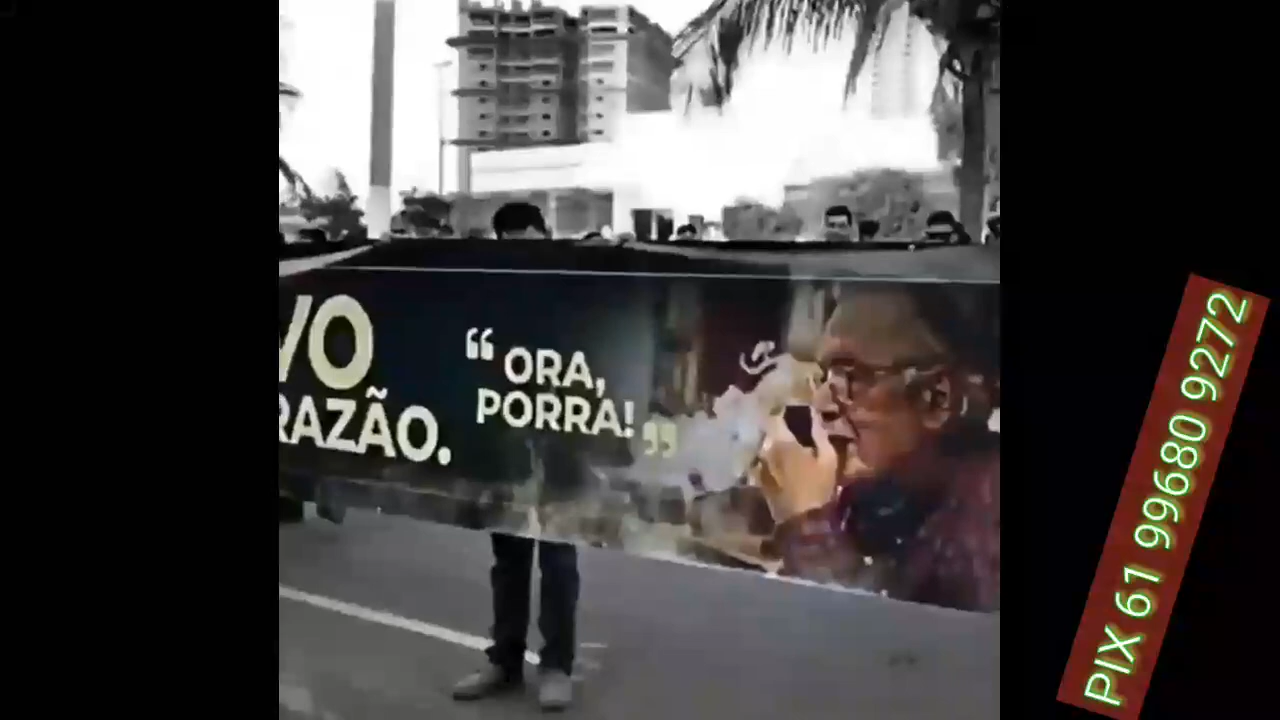 VO
RAZÃO.
“ ORA,
PORRA! ”
PIX 61 99680 9272